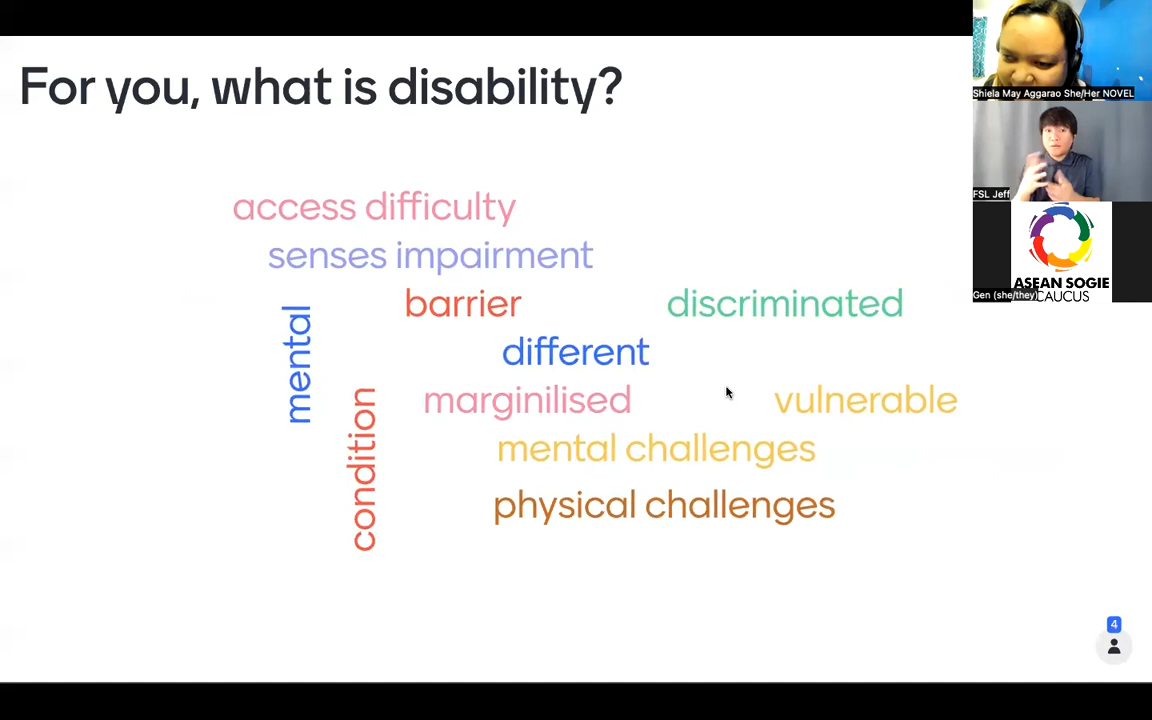 For you, what is disability?
access difficulty
senses impairment
barrier
discriminated
mental
different
condition
marginilised
vulnerable
mental challenges
physical challenges
Shiela May Aggarao She/Her NOVEL
FSL Jeff
ASEAN SOGIE
CAUCUS
Gen (she/they)
4